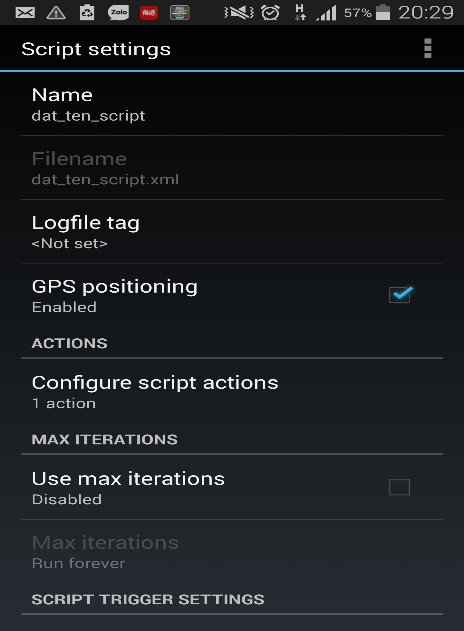 Zalo
H
57%
20:29
Script settings
Name
dat_ten_script
Filename
dat_ten_script.xml
Logfile tag
<Not set>
GPS positioning
Enabled
ACTIONS
Configure script actions
1 action
MAX ITERATIONS
Use max iterations
Disabled
Max iterations
Run forever
SCRIPT TRIGGER SETTINGS